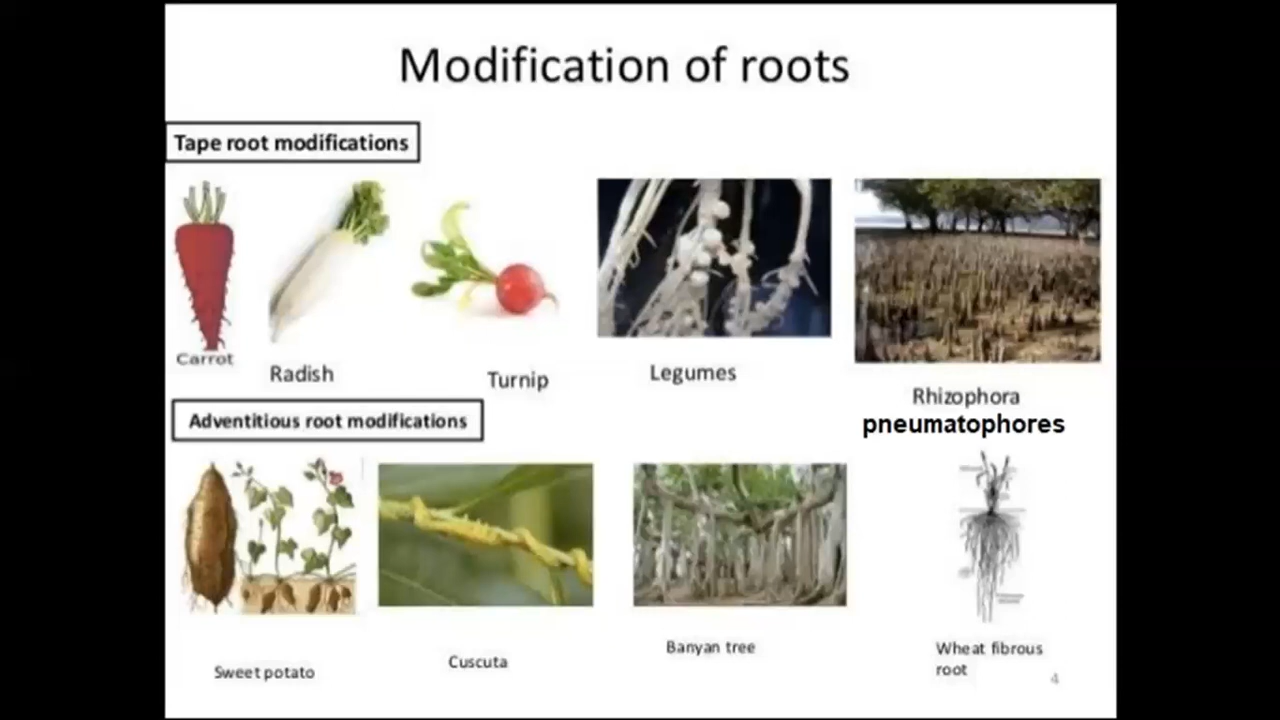 Modification of roots
Tape root modifications
Carrot
Radish
Turnip
Legumes
Rhizophora
pneumatophores
Adventitious root modifications
Sweet potato
Cuscuta
Banyan tree
Wheat fibrous
root
4